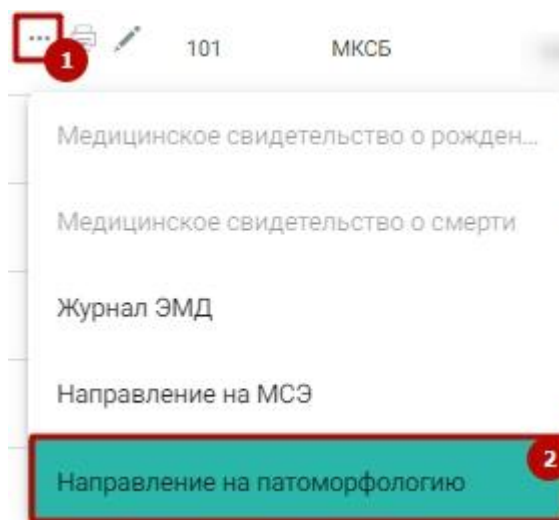 ... 1 101 МКСБ
Медицинское свидетельство о рожден...
Медицинское свидетельство о смерти
Журнал ЭМД
Направление на МСЭ
2
Направление на патоморфологию